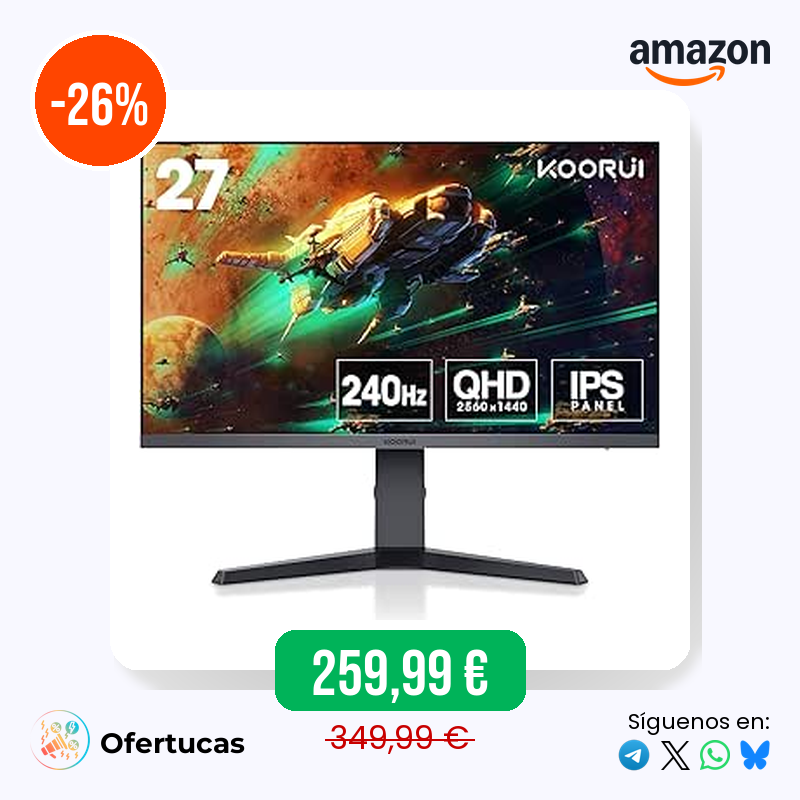 amazon
-26%
27
KOORUI
240Hz
QHD
2560x1440
IPS
PANEL
KOORUI
259,99 €
349,99 €
Ofertucas
Síguenos en: